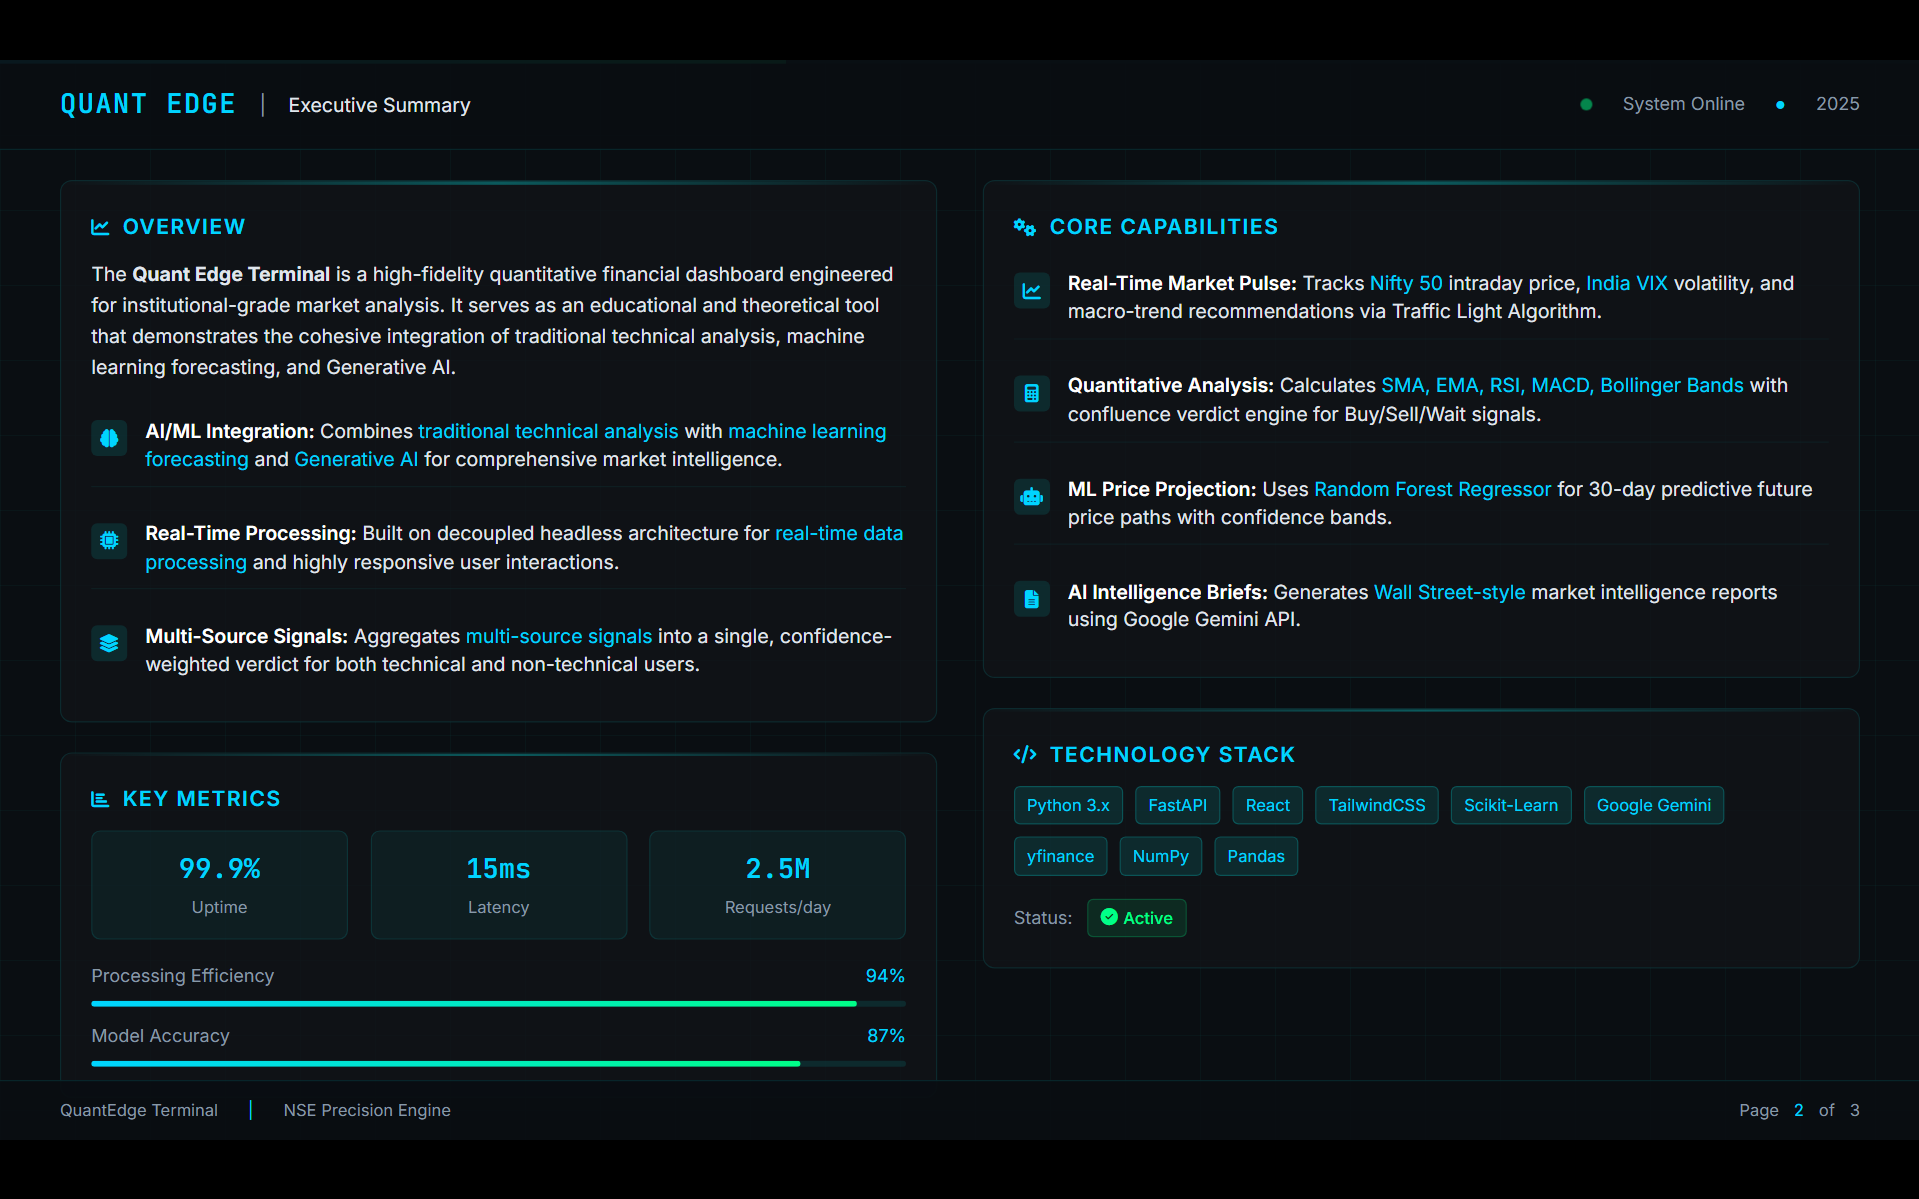 QUANT EDGE | Executive Summary
System Online • 2025
OVERVIEW
The Quant Edge Terminal is a high-fidelity quantitative financial dashboard engineered
for institutional-grade market analysis. It serves as an educational and theoretical tool
that demonstrates the cohesive integration of traditional technical analysis, machine
learning forecasting, and Generative AI.
AI/ML Integration: Combines traditional technical analysis with machine learning
forecasting and Generative AI for comprehensive market intelligence.
Real-Time Processing: Built on decoupled headless architecture for real-time data
processing and highly responsive user interactions.
Multi-Source Signals: Aggregates multi-source signals into a single, confidence-
weighted verdict for both technical and non-technical users.
KEY METRICS
99.9%
Uptime
15ms
Latency
2.5M
Requests/day
Processing Efficiency 94%
Model Accuracy 87%
CORE CAPABILITIES
Real-Time Market Pulse: Tracks Nifty 50 intraday price, India VIX volatility, and
macro-trend recommendations via Traffic Light Algorithm.
Quantitative Analysis: Calculates SMA, EMA, RSI, MACD, Bollinger Bands with
confluence verdict engine for Buy/Sell/Wait signals.
ML Price Projection: Uses Random Forest Regressor for 30-day predictive future
price paths with confidence bands.
AI Intelligence Briefs: Generates Wall Street-style market intelligence reports
using Google Gemini API.
TECHNOLOGY STACK
Python 3.x FastAPI React TailwindCSS Scikit-Learn Google Gemini
yfinance NumPy Pandas
Status: Active
QuantEdge Terminal | NSE Precision Engine
Page 2 of 3